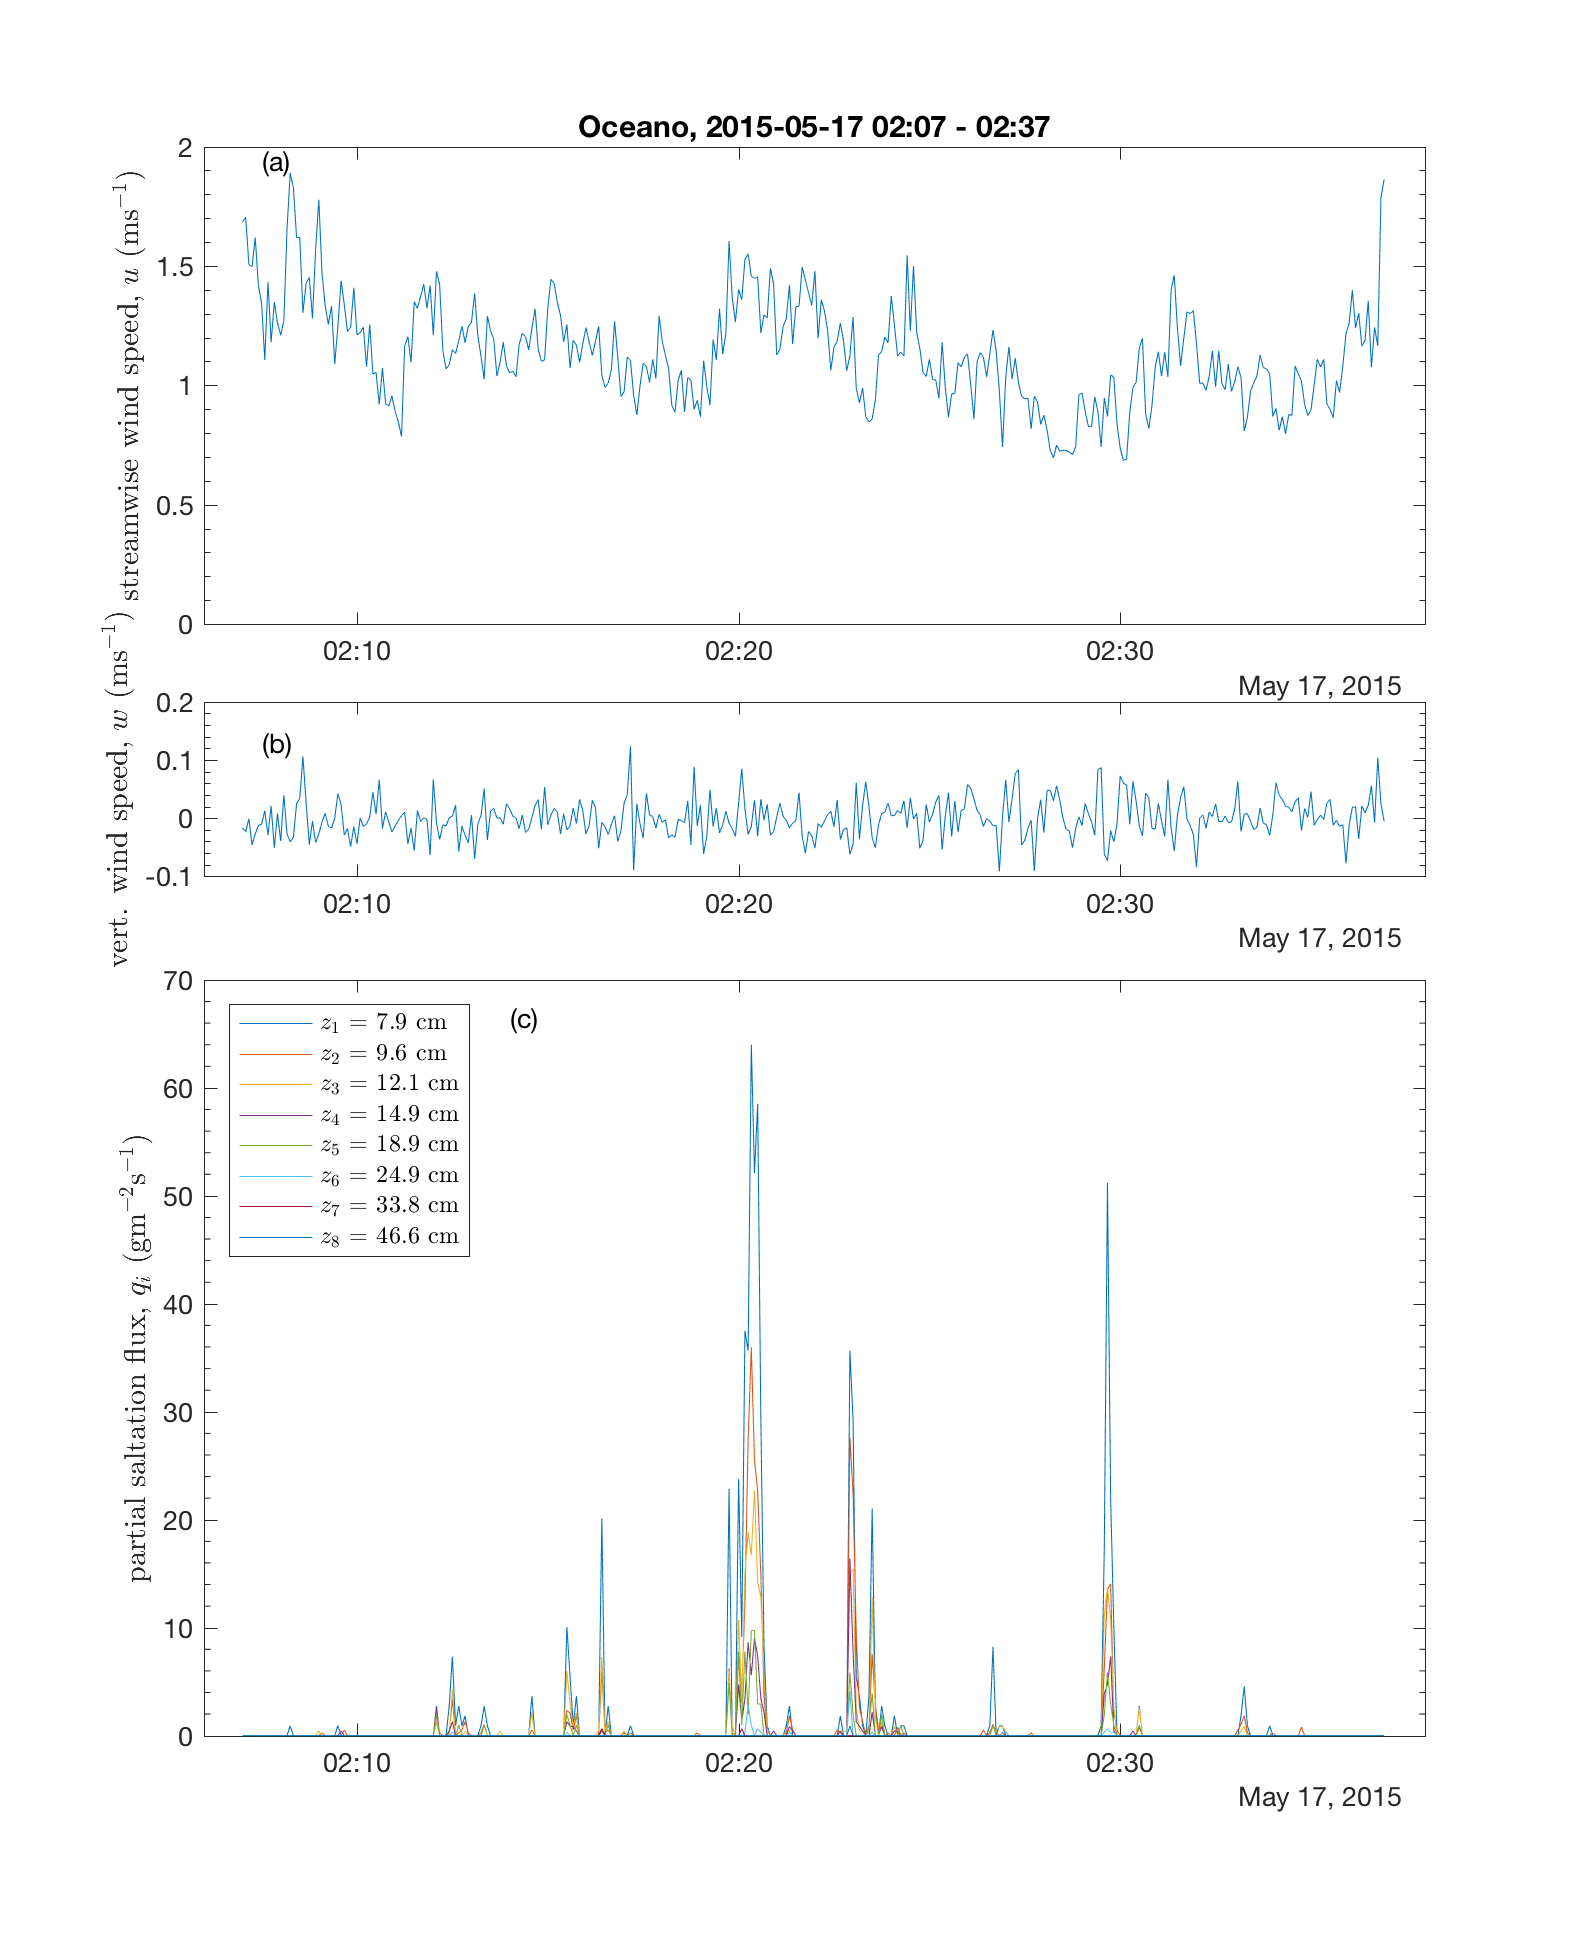 Oceano, 2015-05-17 02:07 - 02:37
(a)
streamwise wind speed, u (ms⁻¹)
2
1.5
1
0.5
0
02:10 02:20 02:30
May 17, 2015
(b)
vert. wind speed, w (ms⁻¹)
0.2
0.1
0
-0.1
02:10 02:20 02:30
May 17, 2015
(c)
partial saltation flux, qᵢ (gm⁻²s⁻¹)
70
60
50
40
30
20
10
0
z₁ = 7.9 cm
z₂ = 9.6 cm
z₃ = 12.1 cm
z₄ = 14.9 cm
z₅ = 18.9 cm
z₆ = 24.9 cm
z₇ = 33.8 cm
z₈ = 46.6 cm
02:10 02:20 02:30
May 17, 2015